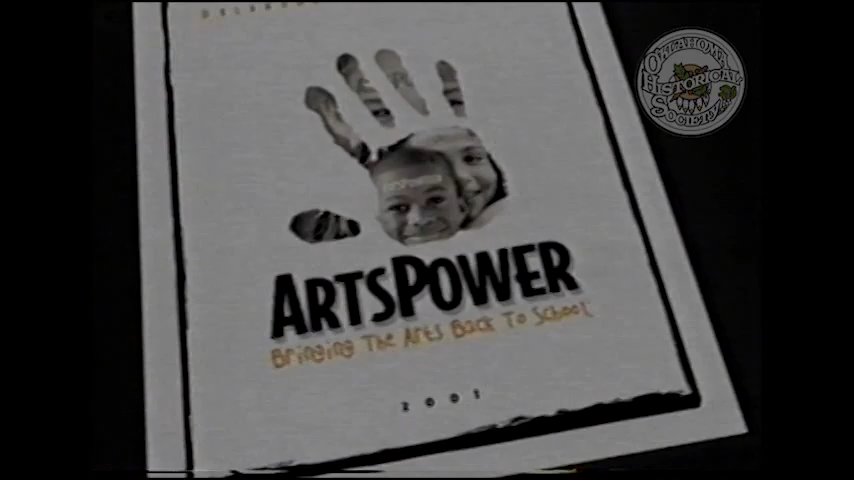 OKLAHOMA
HISTORICAL
SOCIETY
ARTSPOWER
Bringing The Arts Back To School
2001